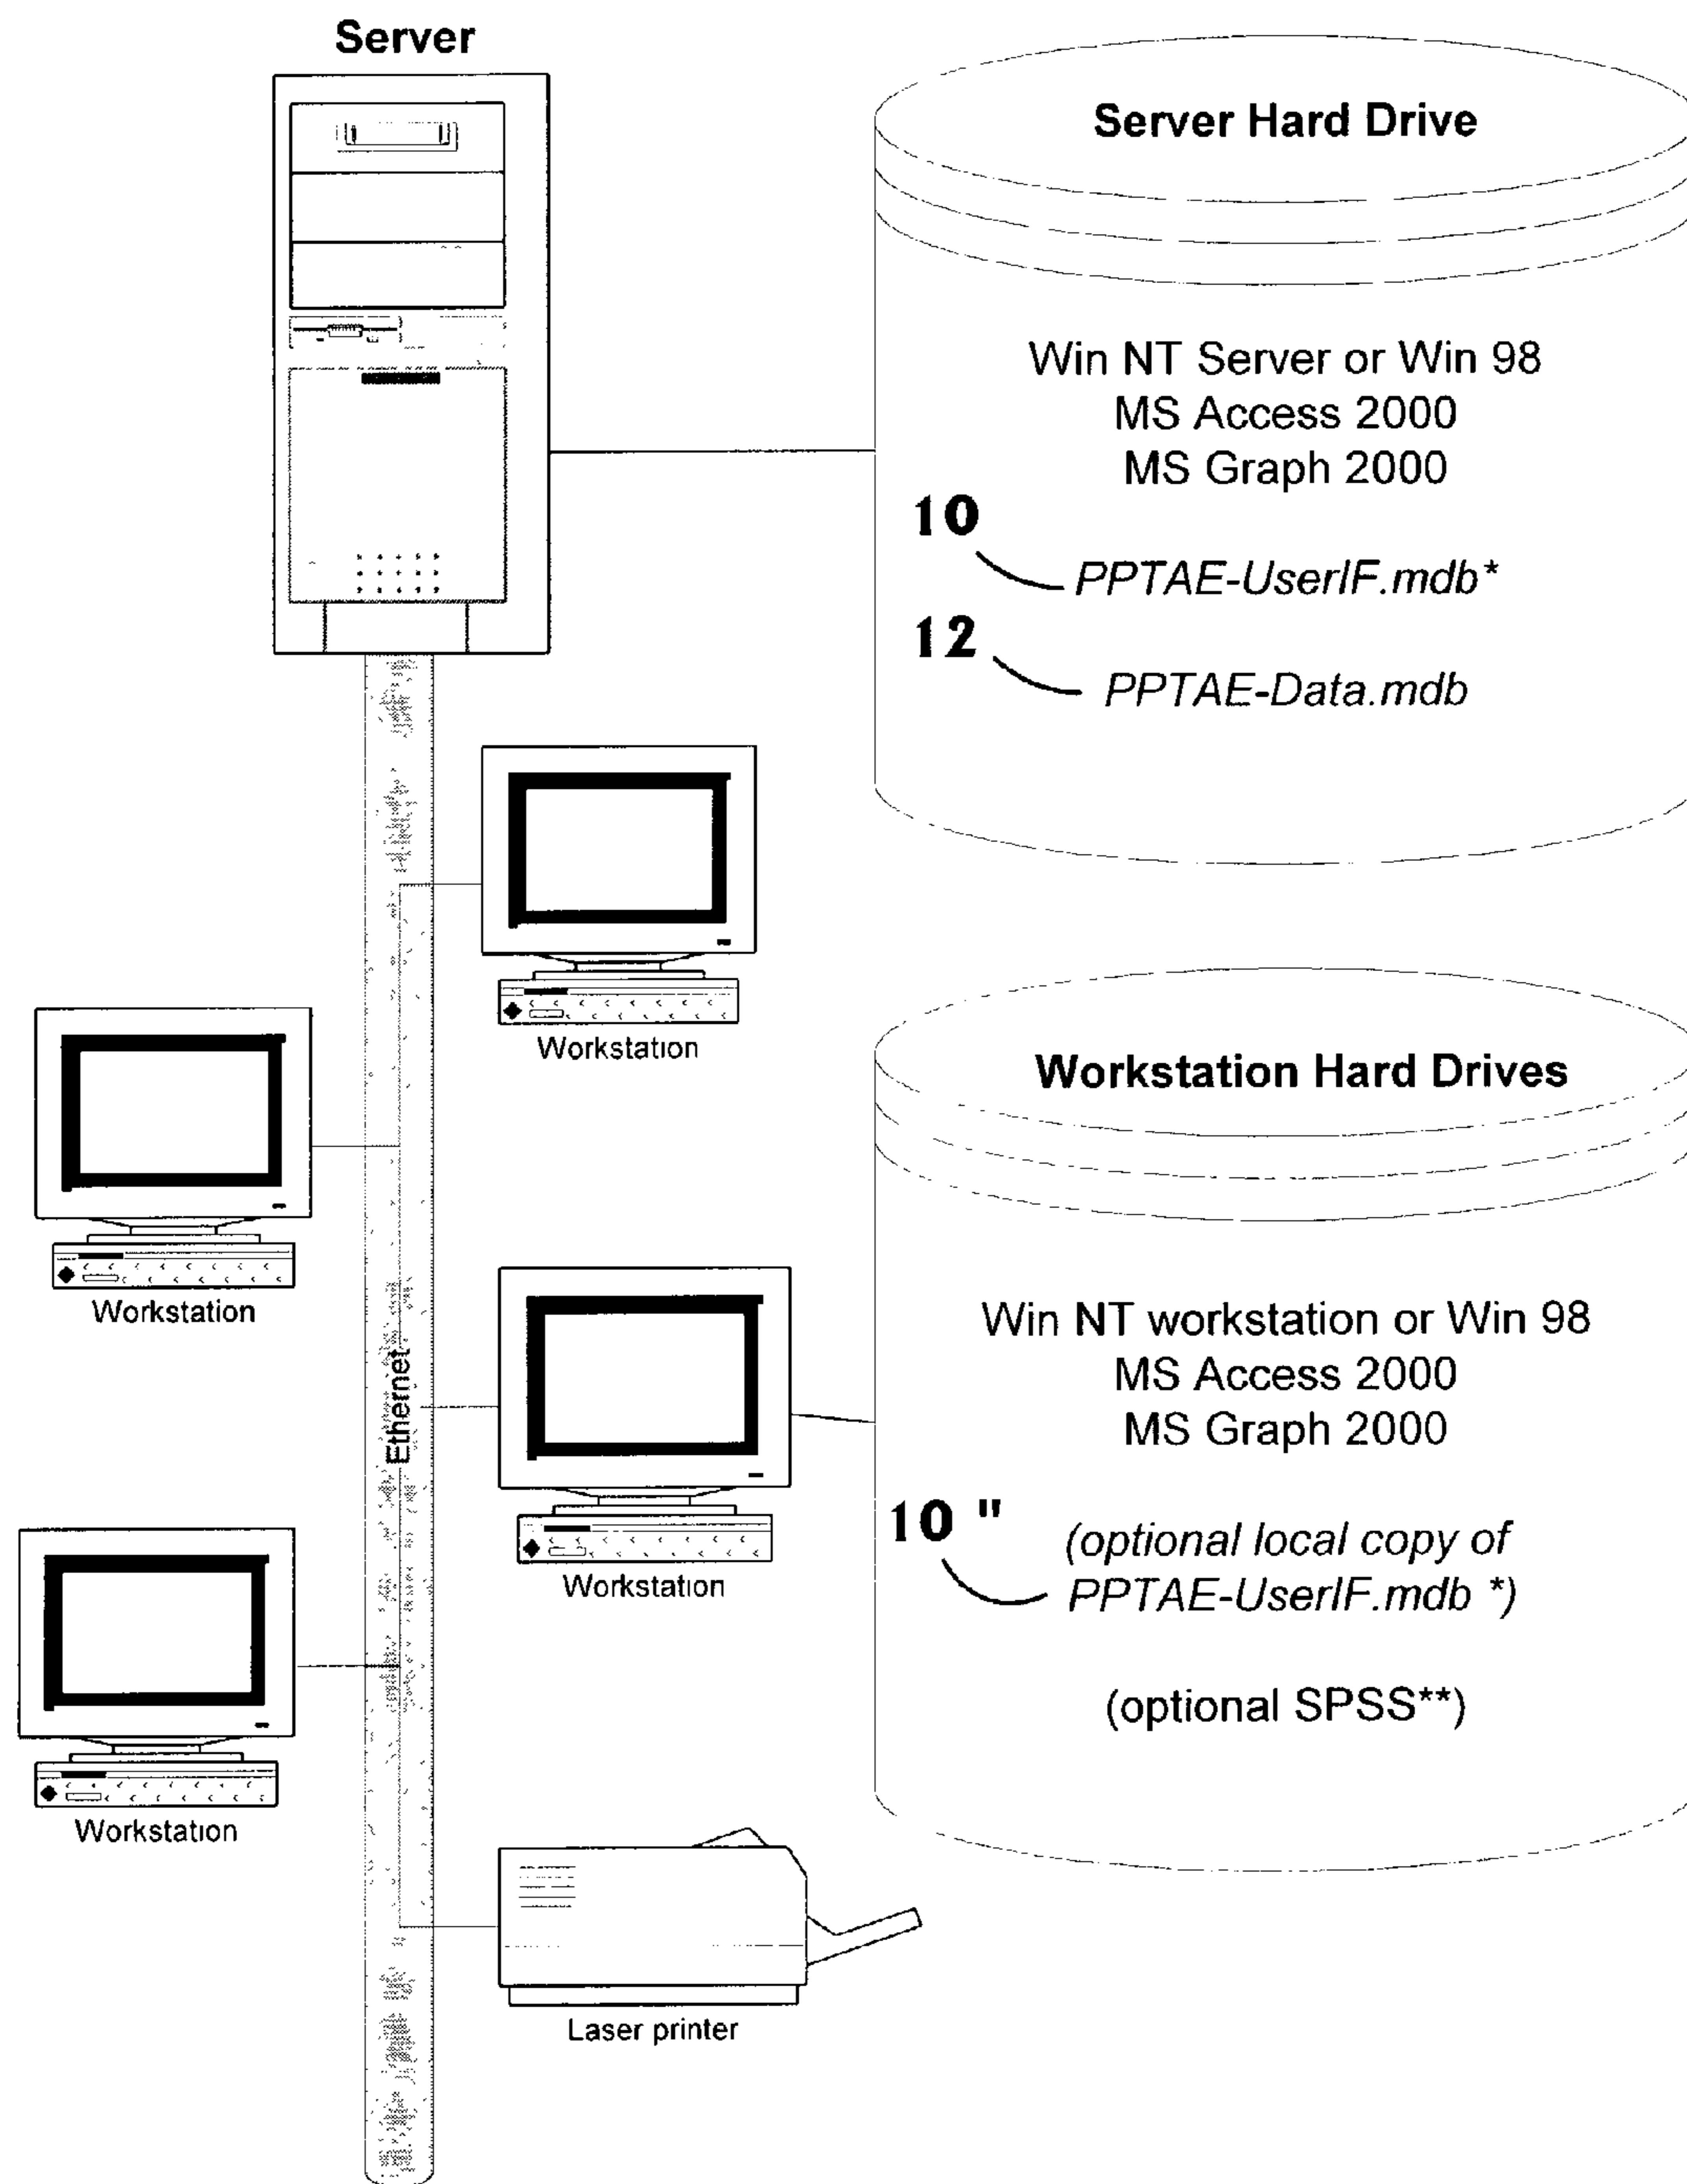 Server
Server Hard Drive
Win NT Server or Win 98
MS Access 2000
MS Graph 2000
10
PPTAE-UserIF.mdb*
12
PPTAE-Data.mdb
Workstation
Workstation
Ethernet
Workstation
Workstation
Laser printer
Workstation Hard Drives
Win NT workstation or Win 98
MS Access 2000
MS Graph 2000
10 "
(optional local copy of
PPTAE-UserIF.mdb *)
(optional SPSS**)